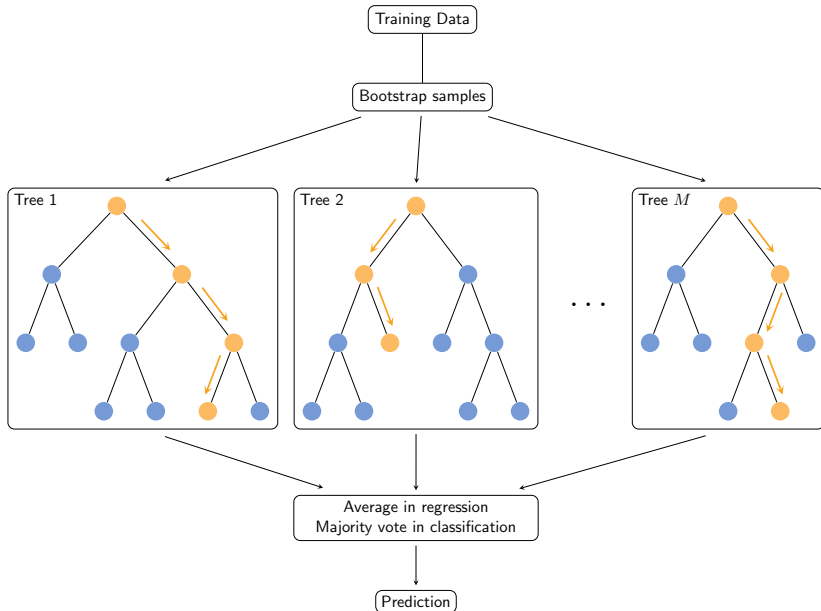 Training Data
Bootstrap samples
Tree 1
Tree 2
Tree M
...
Average in regression
Majority vote in classification
Prediction